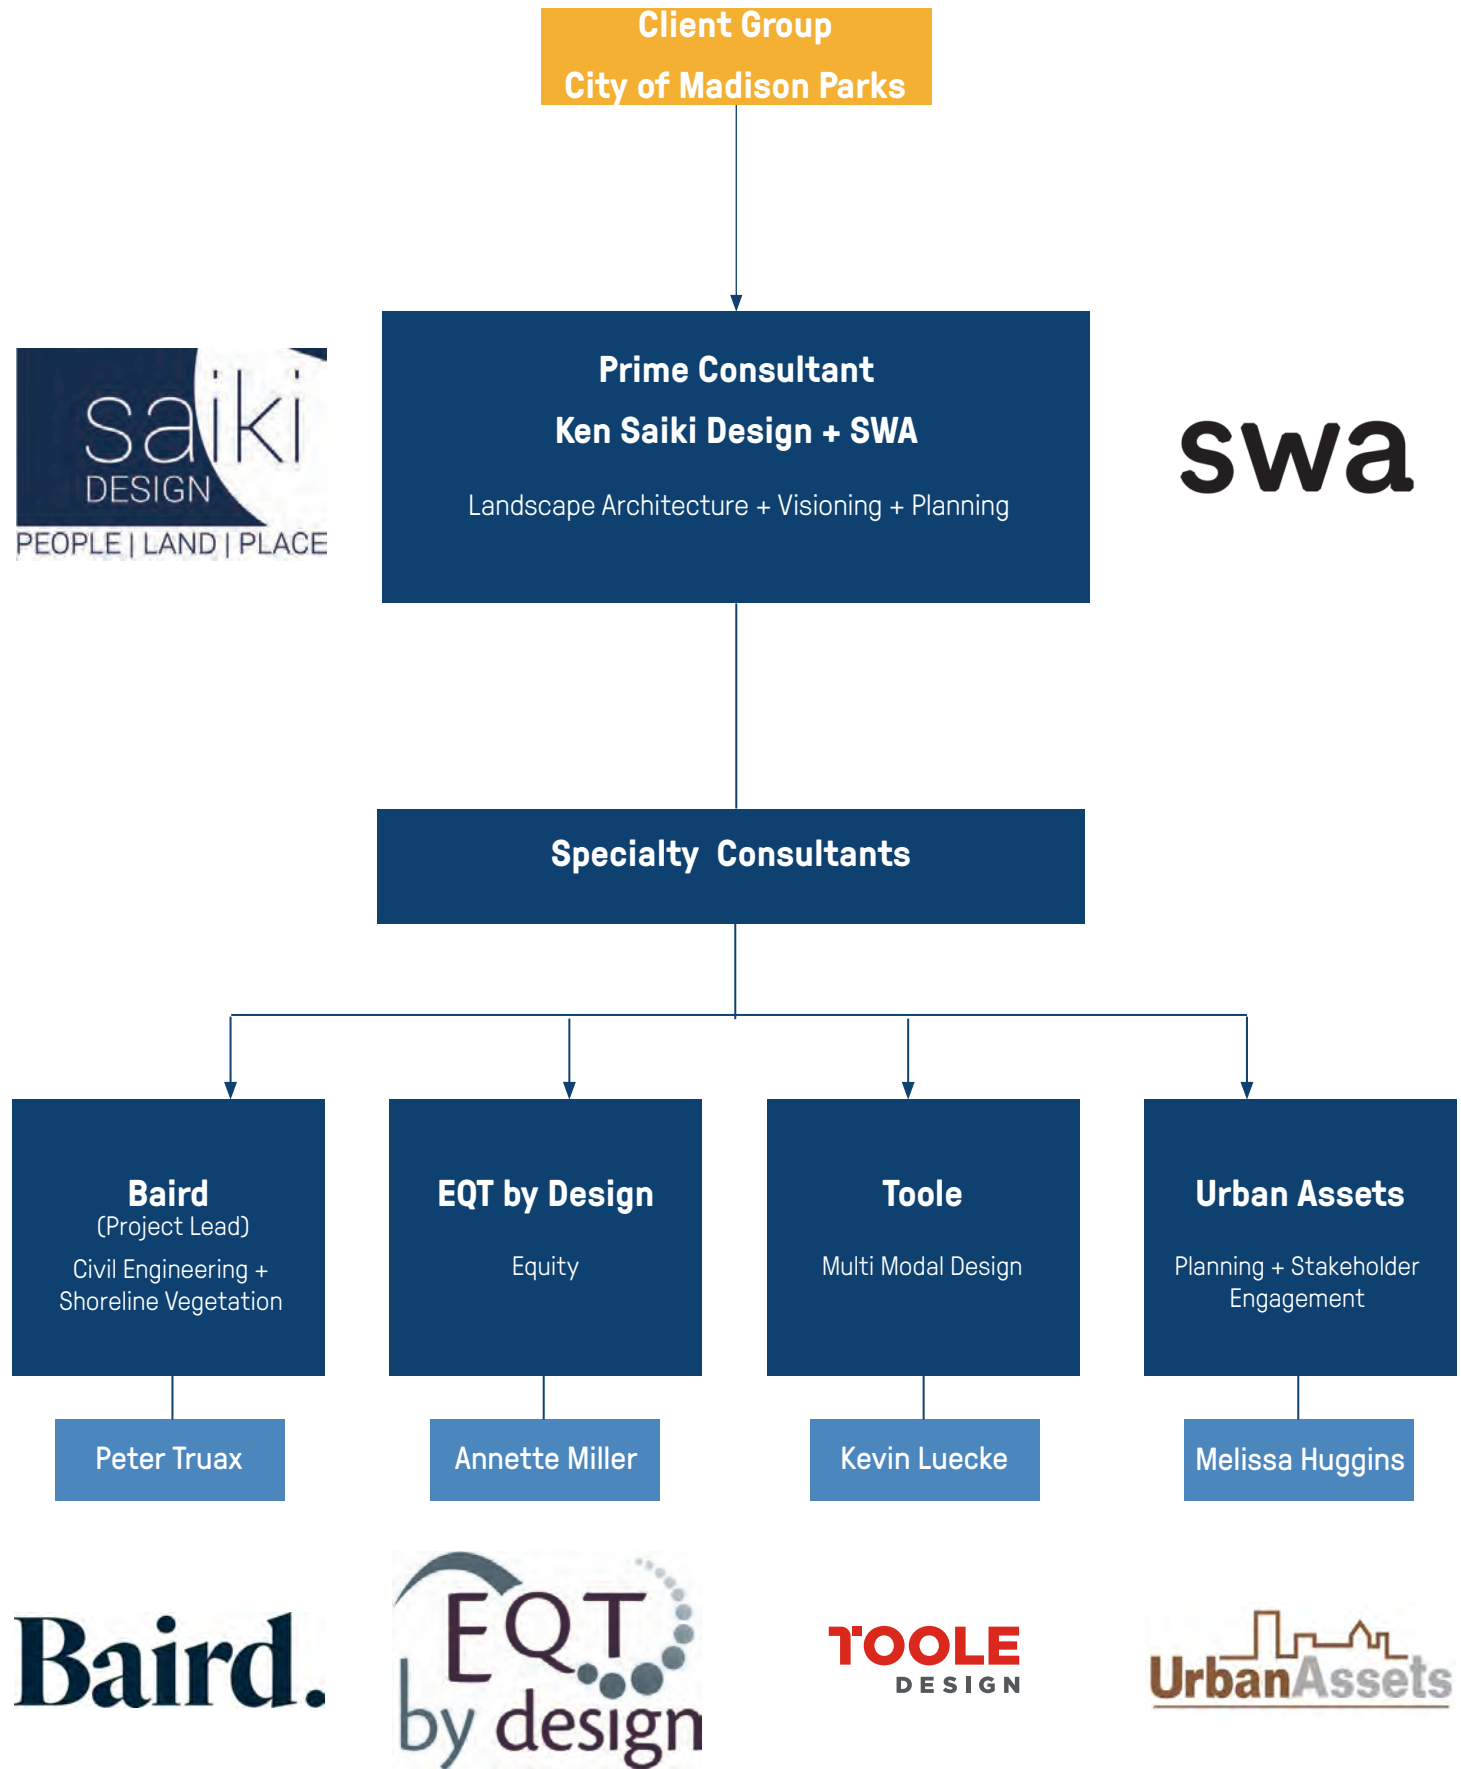 Client Group
City of Madison Parks
Prime Consultant
Ken Saiki Design + SWA
Landscape Architecture + Visioning + Planning
saiki
DESIGN
PEOPLE | LAND | PLACE
swa
Specialty Consultants
Baird
(Project Lead)
Civil Engineering +
Shoreline Vegetation
EQT by Design
Equity
Toole
Multi Modal Design
Urban Assets
Planning + Stakeholder
Engagement
Peter Truax
Annette Miller
Kevin Luecke
Melissa Huggins
Baird.
EQT
by design
TOOLE
DESIGN
UrbanAssets